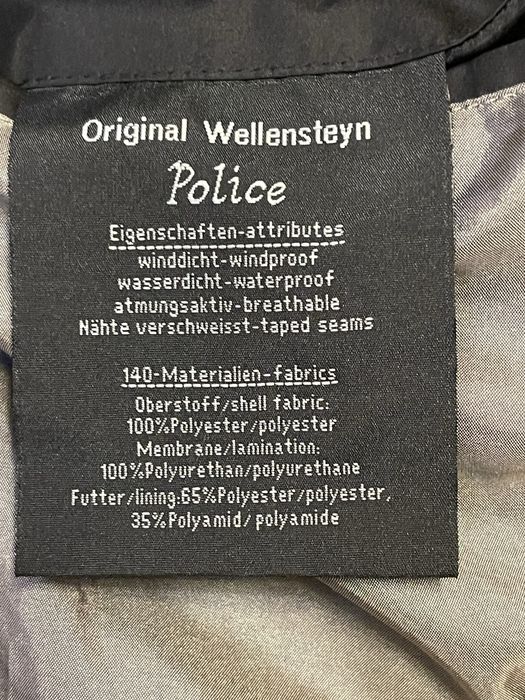 Original Wellensteyn
Police
Eigenschaften-attributes
winddicht-windproof
wasserdicht-waterproof
atmungsaktiv-breathable
Nähte verschweisst-taped seams
140-Materialien-fabrics
Oberstoff/shell fabric:
100%Polyester/polyester
Membrane/lamination:
100%Polyurethan/polyurethane
Futter/lining:65%Polyester/polyester,
35%Polyamid/polyamide